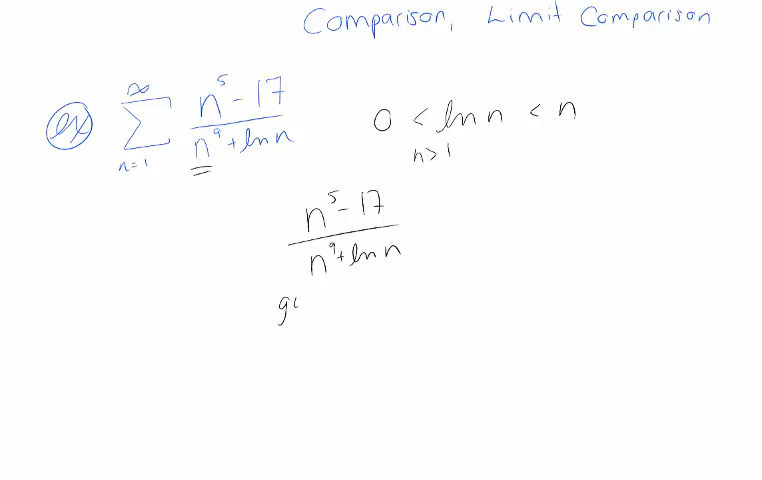 Comparison, Limit Comparison
ex ∞ ∑ n=1 n^5 - 17 / n^9 + ln n 0 < ln n < n
n > 1
n^5 - 17 / n^9 + ln n